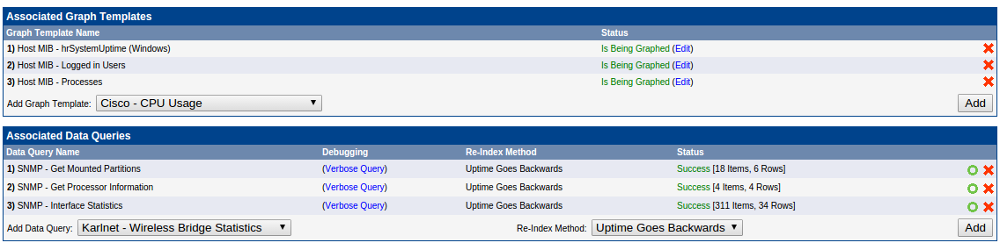 Associated Graph Templates
Graph Template Name Status
1) Host MIB - hrSystemUptime (Windows) Is Being Graphed (Edit)
2) Host MIB - Logged in Users Is Being Graphed (Edit)
3) Host MIB - Processes Is Being Graphed (Edit)
Add Graph Template: Cisco - CPU Usage Add
Associated Data Queries
Data Query Name Debugging Re-Index Method Status
1) SNMP - Get Mounted Partitions (Verbose Query) Uptime Goes Backwards Success [18 Items, 6 Rows]
2) SNMP - Get Processor Information (Verbose Query) Uptime Goes Backwards Success [4 Items, 4 Rows]
3) SNMP - Interface Statistics (Verbose Query) Uptime Goes Backwards Success [311 Items, 34 Rows]
Add Data Query: Karlnet - Wireless Bridge Statistics Re-Index Method: Uptime Goes Backwards Add